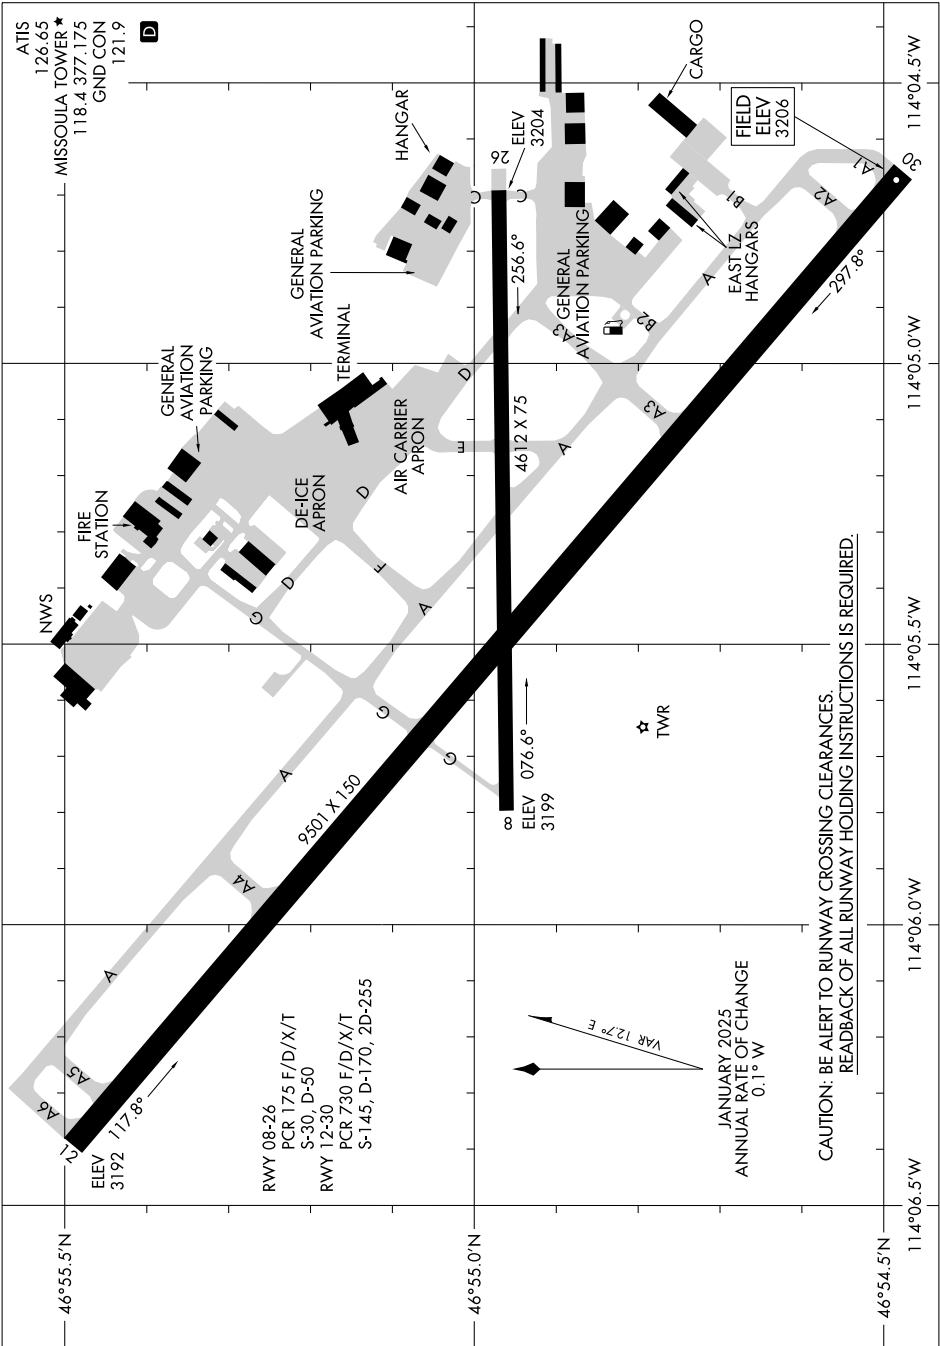 ATIS
126.65
MISSOULA TOWER★
118.4 377.175
GND CON
121.9
D
NWS
FIRE
STATION
GENERAL
AVIATION
PARKING
GENERAL
AVIATION PARKING
HANGAR
TERMINAL
DE-ICE
APRON
AIR CARRIER
APRON
CARGO
FIELD
ELEV
3206
ELEV
3204
26
GENERAL
AVIATION PARKING
EAST LZ
HANGARS
256.6°
4612 X 75
076.6°
8
ELEV
3199
297.8°
30
9501 X 150
117.8°
12
ELEV
3192
A6
A5
A
A4
A
G
G
G
D
F
A
D
E
D
A
A3
A3
B2
A
B1
A2
A1
C
C
TWR
RWY 08-26
PCR 175 F/D/X/T
S-30, D-50
RWY 12-30
PCR 730 F/D/X/T
S-145, D-170, 2D-255
VAR 12.7° E
JANUARY 2025
ANNUAL RATE OF CHANGE
0.1° W
CAUTION: BE ALERT TO RUNWAY CROSSING CLEARANCES.
READBACK OF ALL RUNWAY HOLDING INSTRUCTIONS IS REQUIRED.
46°55.5'N
46°55.0'N
46°54.5'N
114°06.5'W
114°06.0'W
114°05.5'W
114°05.0'W
114°04.5'W